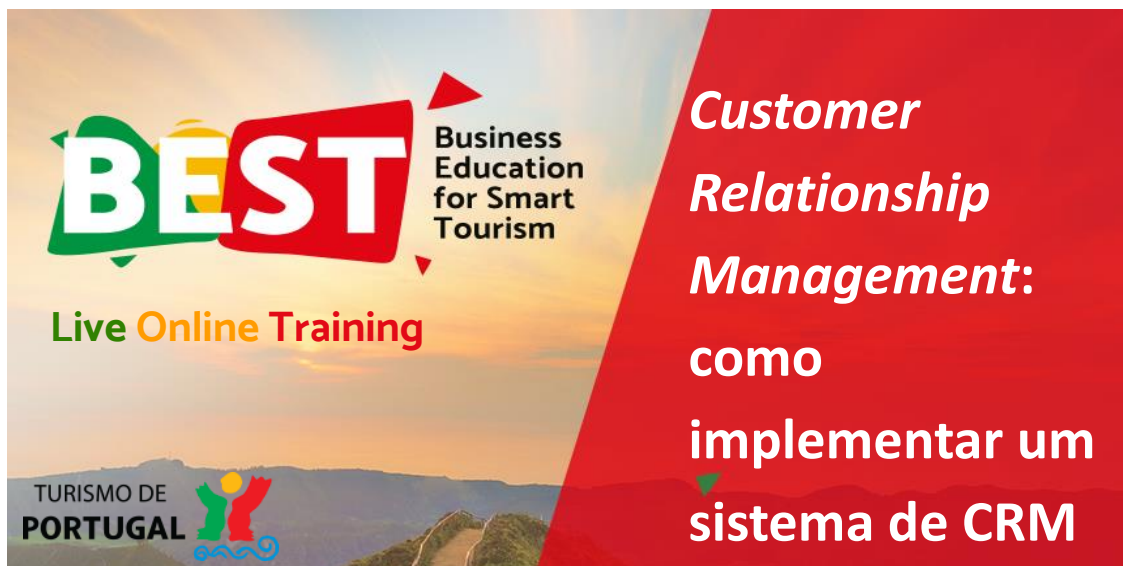 BEST
Business
Education
for Smart
Tourism
Live Online Training
TURISMO DE
PORTUGAL
Customer
Relationship
Management:
como
implementar um
sistema de CRM